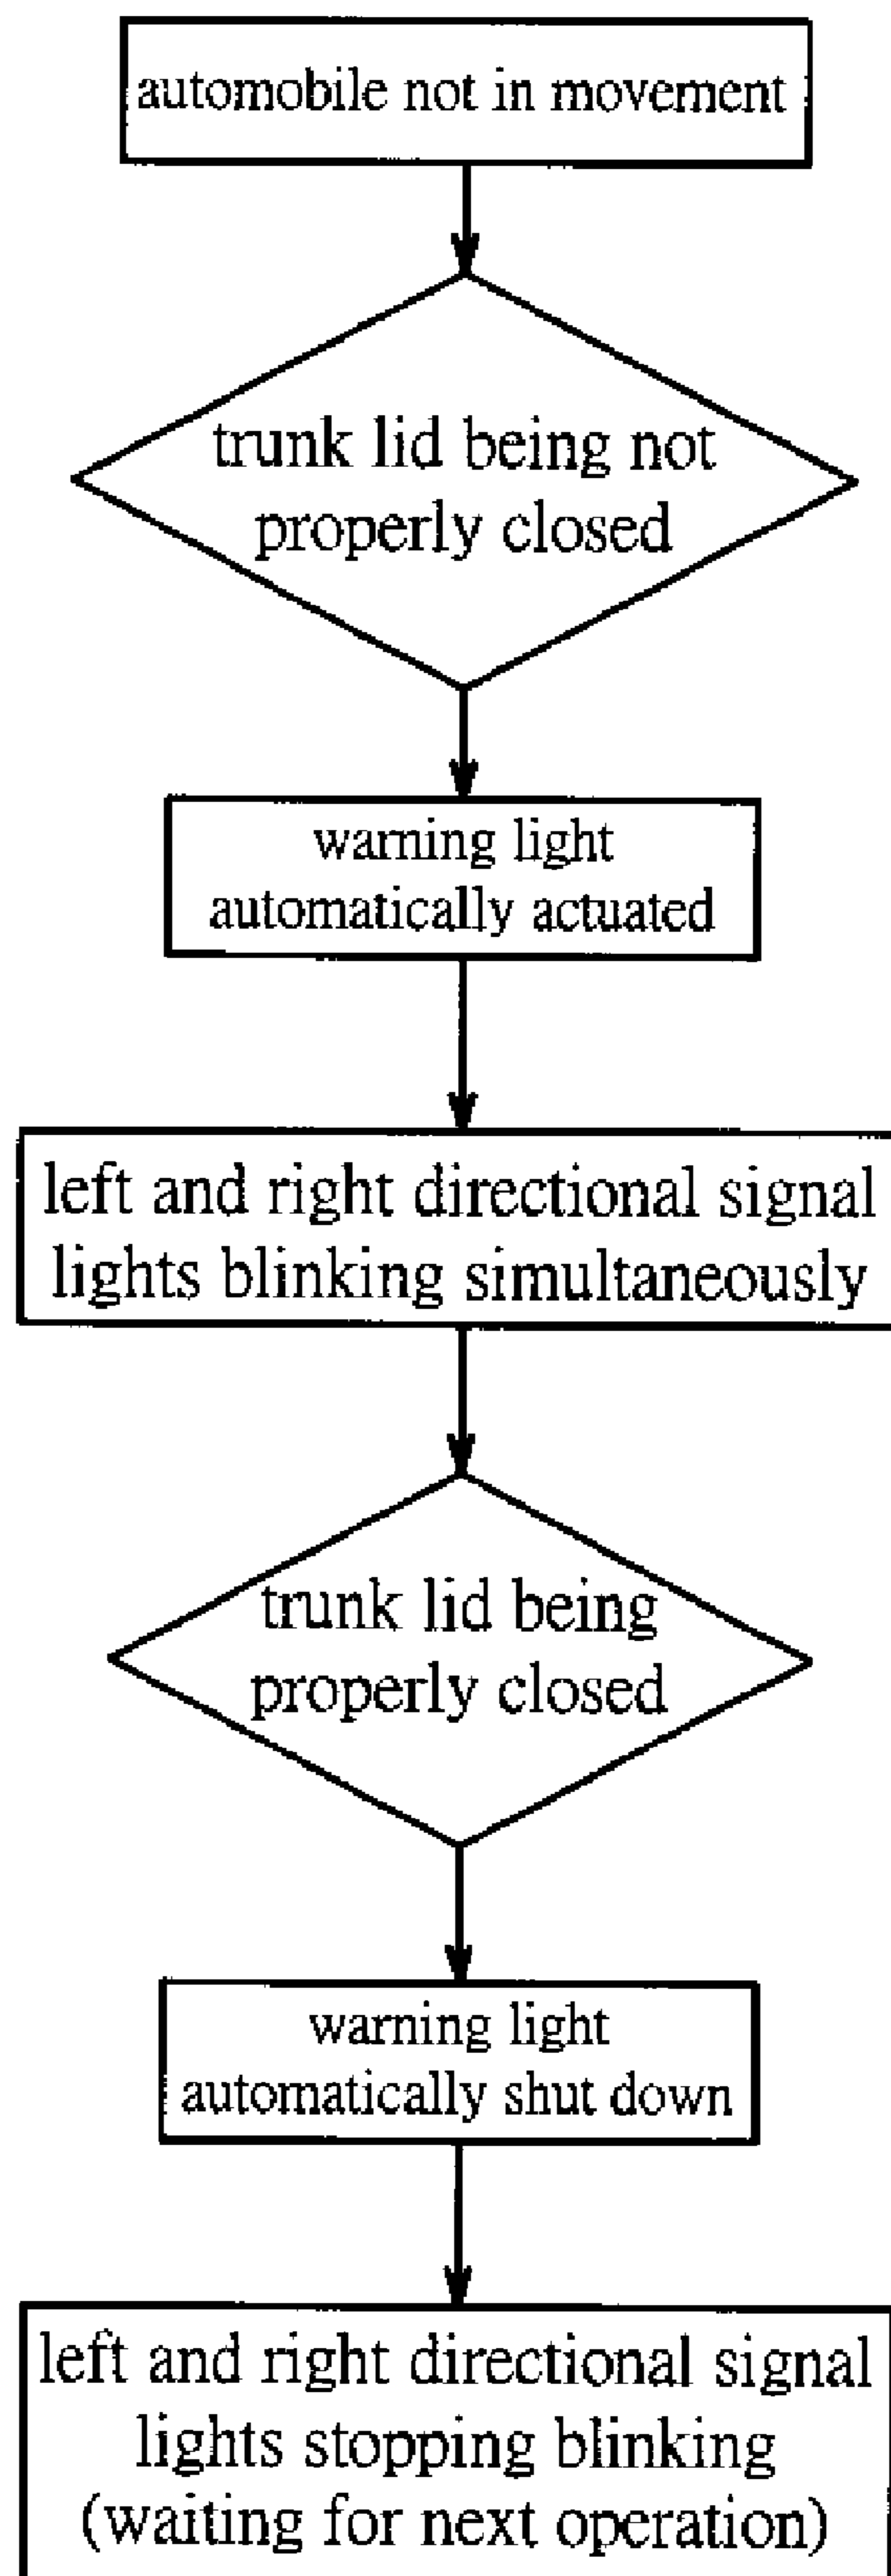 automobile not in movement
trunk lid being not
properly closed
warning light
automatically actuated
left and right directional signal
lights blinking simultaneously
trunk lid being
properly closed
warning light
automatically shut down
left and right directional signal
lights stopping blinking
(waiting for next operation)